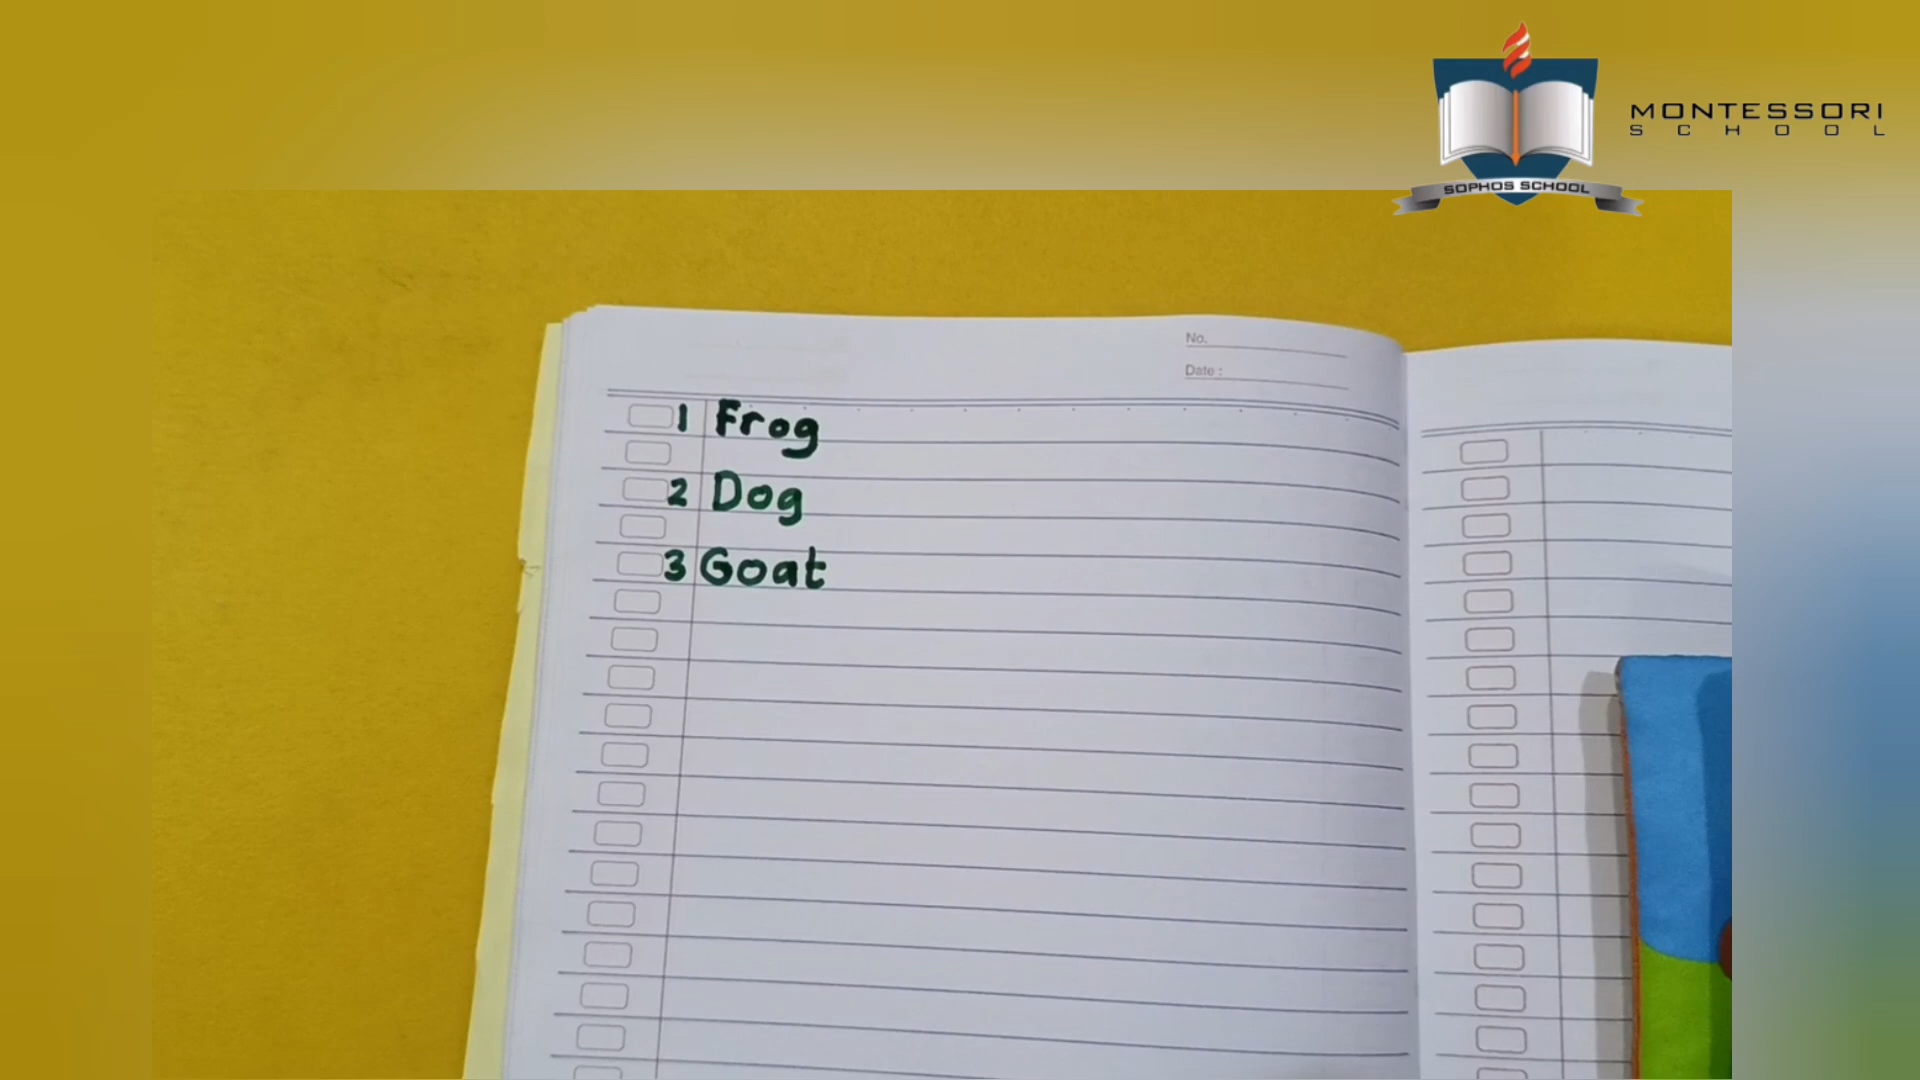 MONTESSORI
SCHOOL
SOPHOS SCHOOL
No.
Date :
1 Frog
2 Dog
3 Goat